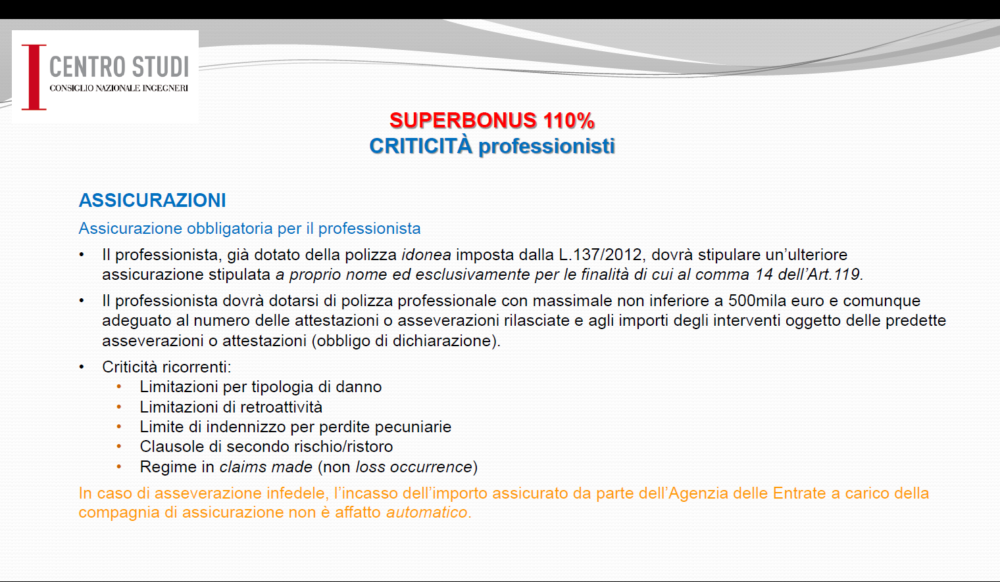 CENTRO STUDI
CONSIGLIO NAZIONALE INGEGNERI
SUPERBONUS 110%
CRITICITÀ professionisti
ASSICURAZIONI
Assicurazione obbligatoria per il professionista
• Il professionista, già dotato della polizza idonea imposta dalla L.137/2012, dovrà stipulare un’ulteriore
assicurazione stipulata a proprio nome ed esclusivamente per le finalità di cui al comma 14 dell’Art.119.
• Il professionista dovrà dotarsi di polizza professionale con massimale non inferiore a 500mila euro e comunque
adeguato al numero delle attestazioni o asseverazioni rilasciate e agli importi degli interventi oggetto delle predette
asseverazioni o attestazioni (obbligo di dichiarazione).
• Criticità ricorrenti:
• Limitazioni per tipologia di danno
• Limitazioni di retroattività
• Limite di indennizzo per perdite pecuniarie
• Clausole di secondo rischio/ristoro
• Regime in claims made (non loss occurrence)
In caso di asseverazione infedele, l’incasso dell’importo assicurato da parte dell’Agenzia delle Entrate a carico della
compagnia di assicurazione non è affatto automatico.